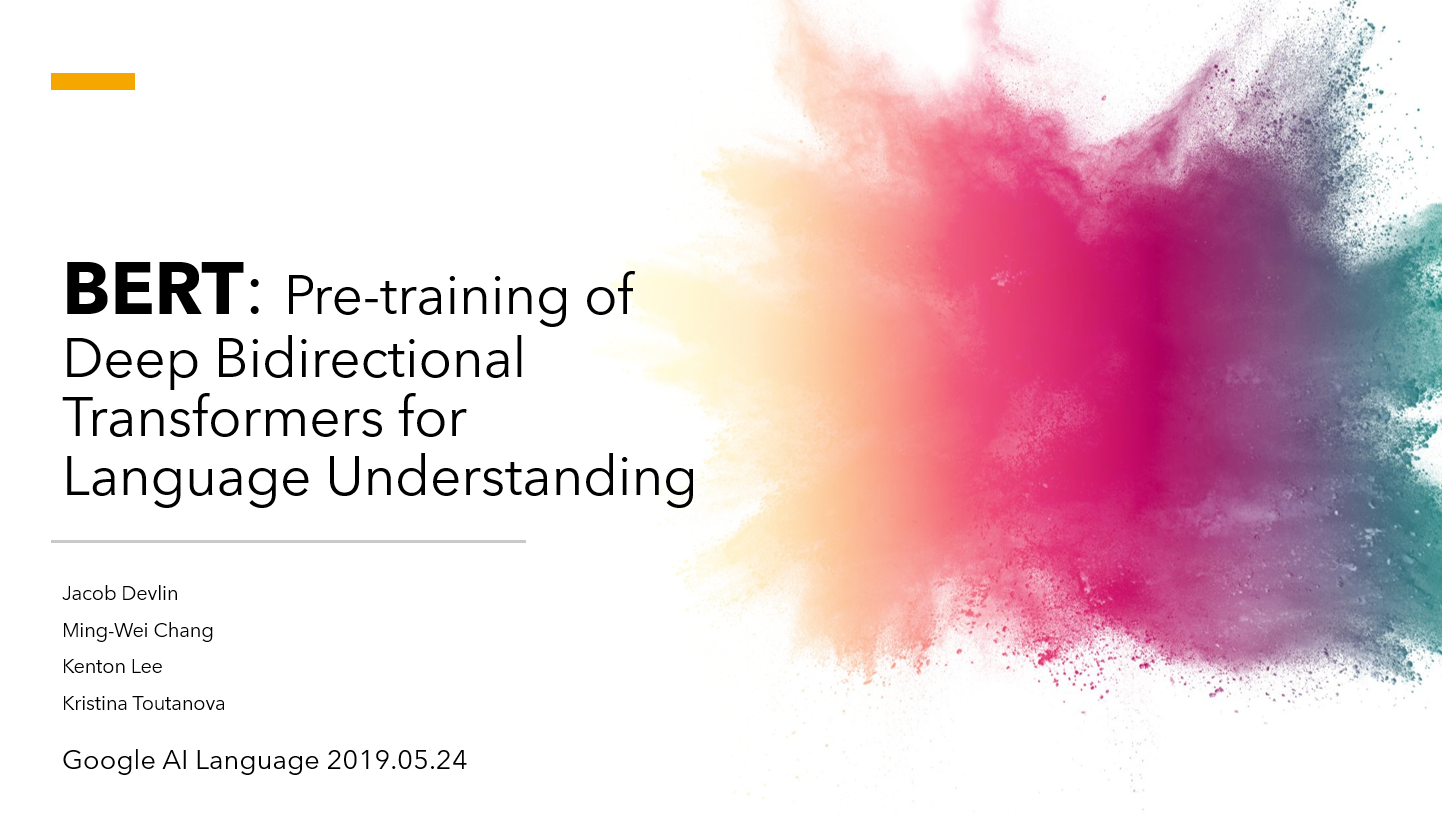 BERT: Pre-training of
Deep Bidirectional
Transformers for
Language Understanding
Jacob Devlin
Ming-Wei Chang
Kenton Lee
Kristina Toutanova
Google AI Language 2019.05.24